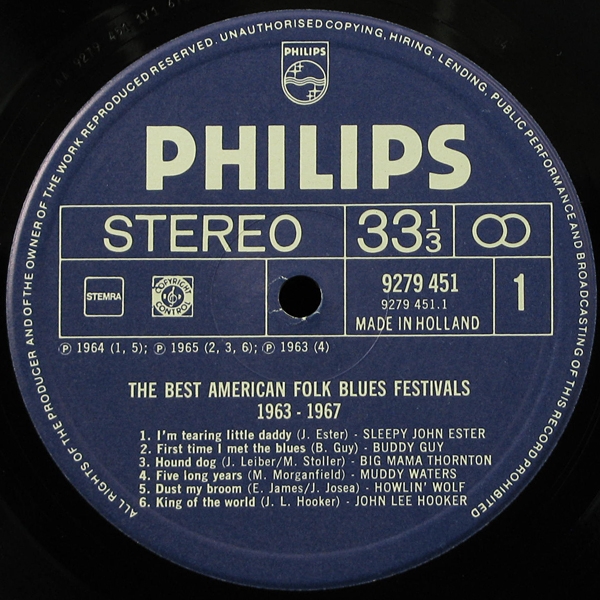 ALL RIGHTS OF THE PRODUCER AND OF THE OWNER OF THE WORK REPRODUCED RESERVED. UNAUTHORISED COPYING, HIRING, LENDING, PUBLIC PERFORMANCE AND BROADCASTING OF THIS RECORD PROHIBITED
PHILIPS
PHILIPS
STEREO
33 1/3
STEMRA
COPYRIGHT CONTROL
9279 451
9279 451.1
MADE IN HOLLAND
1
℗ 1964 (1, 5); ℗ 1965 (2, 3, 6); ℗ 1963 (4)
THE BEST AMERICAN FOLK BLUES FESTIVALS
1963 - 1967
1. I'm tearing little daddy (J. Ester) - SLEEPY JOHN ESTER
2. First time I met the blues (B. Guy) - BUDDY GUY
3. Hound dog (J. Leiber/M. Stoller) - BIG MAMA THORNTON
4. Five long years (M. Morganfield) - MUDDY WATERS
5. Dust my broom (E. James/J. Josea) - HOWLIN' WOLF
6. King of the world (J. L. Hooker) - JOHN LEE HOOKER